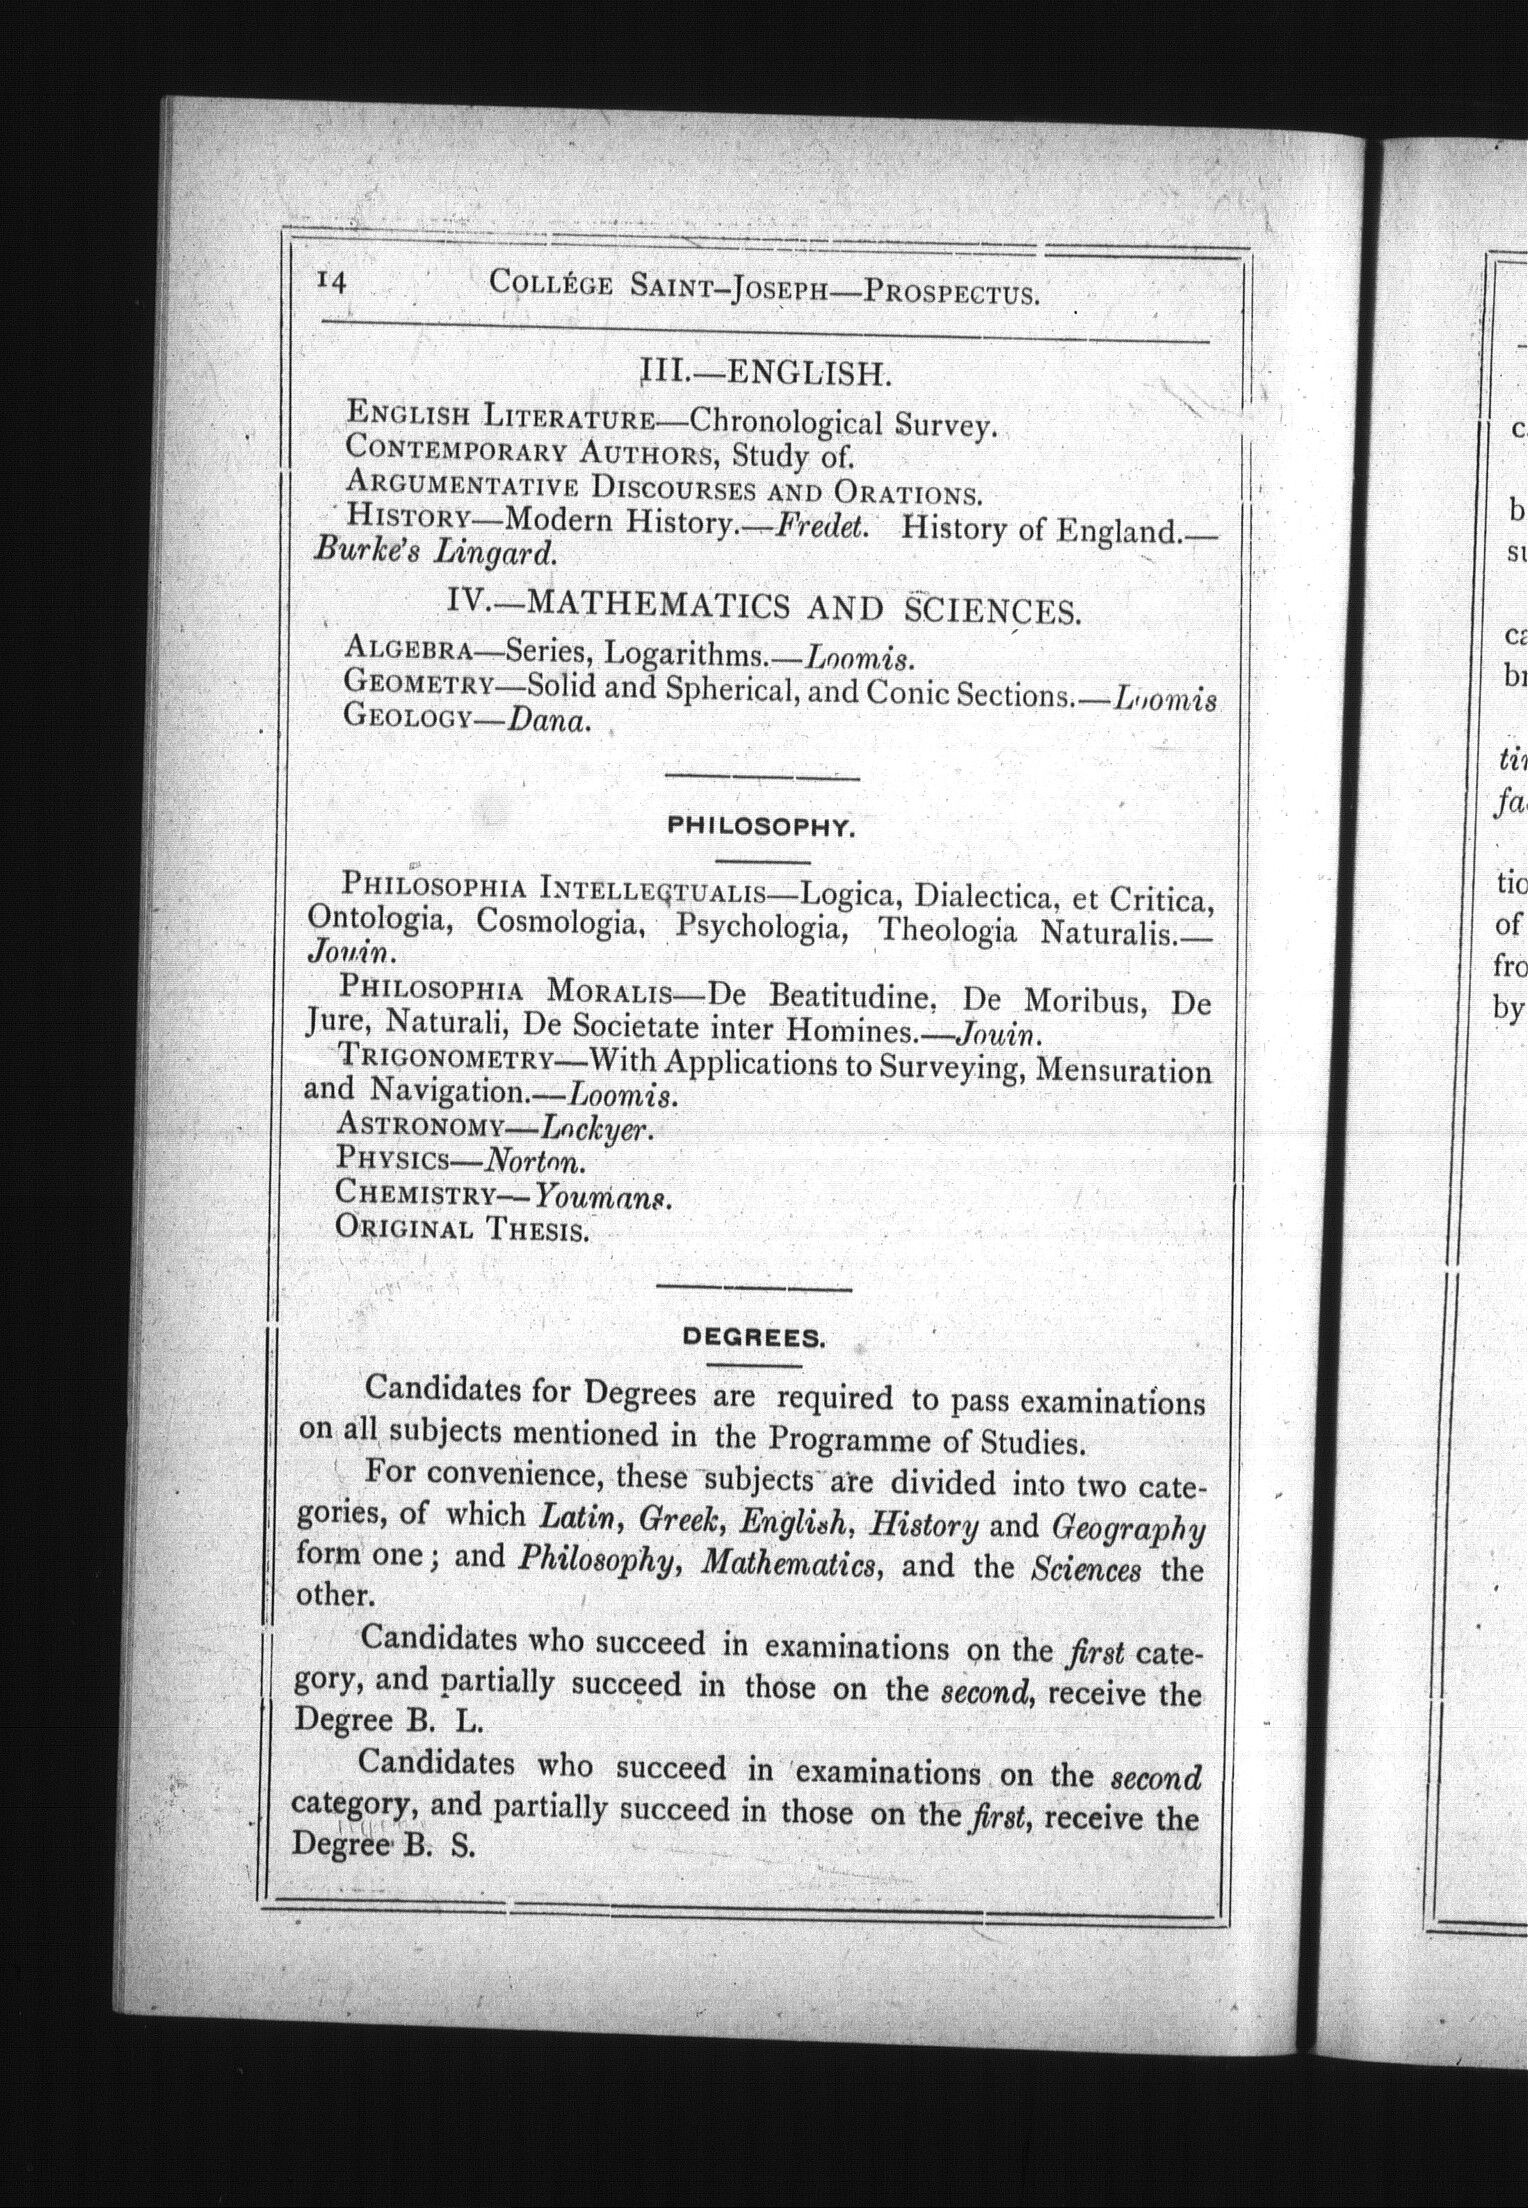 14 COLLÉGE SAINT-JOSEPH—PROSPECTUS.
III.—ENGLISH.
ENGLISH LITERATURE—Chronological Survey.
CONTEMPORARY AUTHORS, Study of.
ARGUMENTATIVE DISCOURSES AND ORATIONS.
HISTORY—Modern History.—Fredet. History of England.—
Burke's Lingard.
IV.—MATHEMATICS AND SCIENCES.
ALGEBRA—Series, Logarithms.—Loomis.
GEOMETRY—Solid and Spherical, and Conic Sections.—Loomis
GEOLOGY—Dana.
PHILOSOPHY.
PHILOSOPHIA INTELLECTUALIS—Logica, Dialectica, et Critica,
Ontologia, Cosmologia, Psychologia, Theologia Naturalis.—
Jouin.
PHILOSOPHIA MORALIS—De Beatitudine, De Moribus, De
Jure, Naturali, De Societate inter Homines.—Jouin.
TRIGONOMETRY—With Applications to Surveying, Mensuration
and Navigation.—Loomis.
ASTRONOMY—Lockyer.
PHYSICS—Norton.
CHEMISTRY—Youmans.
ORIGINAL THESIS.
DEGREES.
Candidates for Degrees are required to pass examinations
on all subjects mentioned in the Programme of Studies.
For convenience, these subjects are divided into two cate-
gories, of which Latin, Greek, English, History and Geography
form one; and Philosophy, Mathematics, and the Sciences the
other.
Candidates who succeed in examinations on the first cate-
gory, and partially succeed in those on the second, receive the
Degree B. L.
Candidates who succeed in examinations on the second
category, and partially succeed in those on the first, receive the
Degree B. S.
of
by